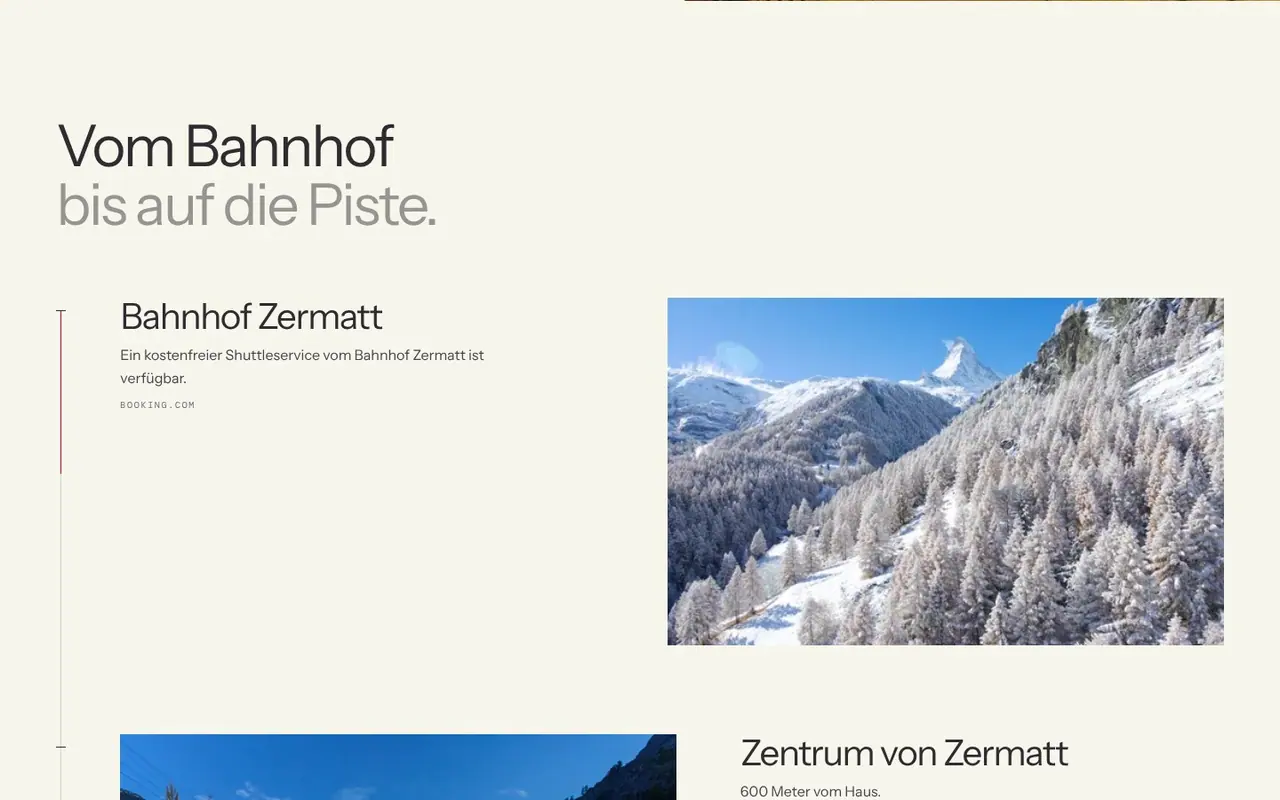 Vom Bahnhof
bis auf die Piste.
Bahnhof Zermatt
Ein kostenfreier Shuttleservice vom Bahnhof Zermatt ist
verfügbar.
BOOKING.COM
Zentrum von Zermatt
600 Meter vom Haus.